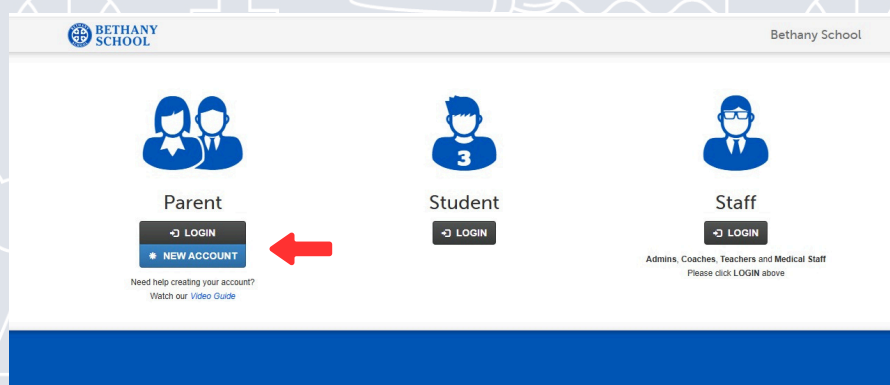 BETHANY
SCHOOL
Bethany School
3
Parent
LOGIN
NEW ACCOUNT
Need help creating your account?
Watch our Video Guide
Student
LOGIN
Staff
LOGIN
Admins, Coaches, Teachers and Medical Staff
Please click LOGIN above